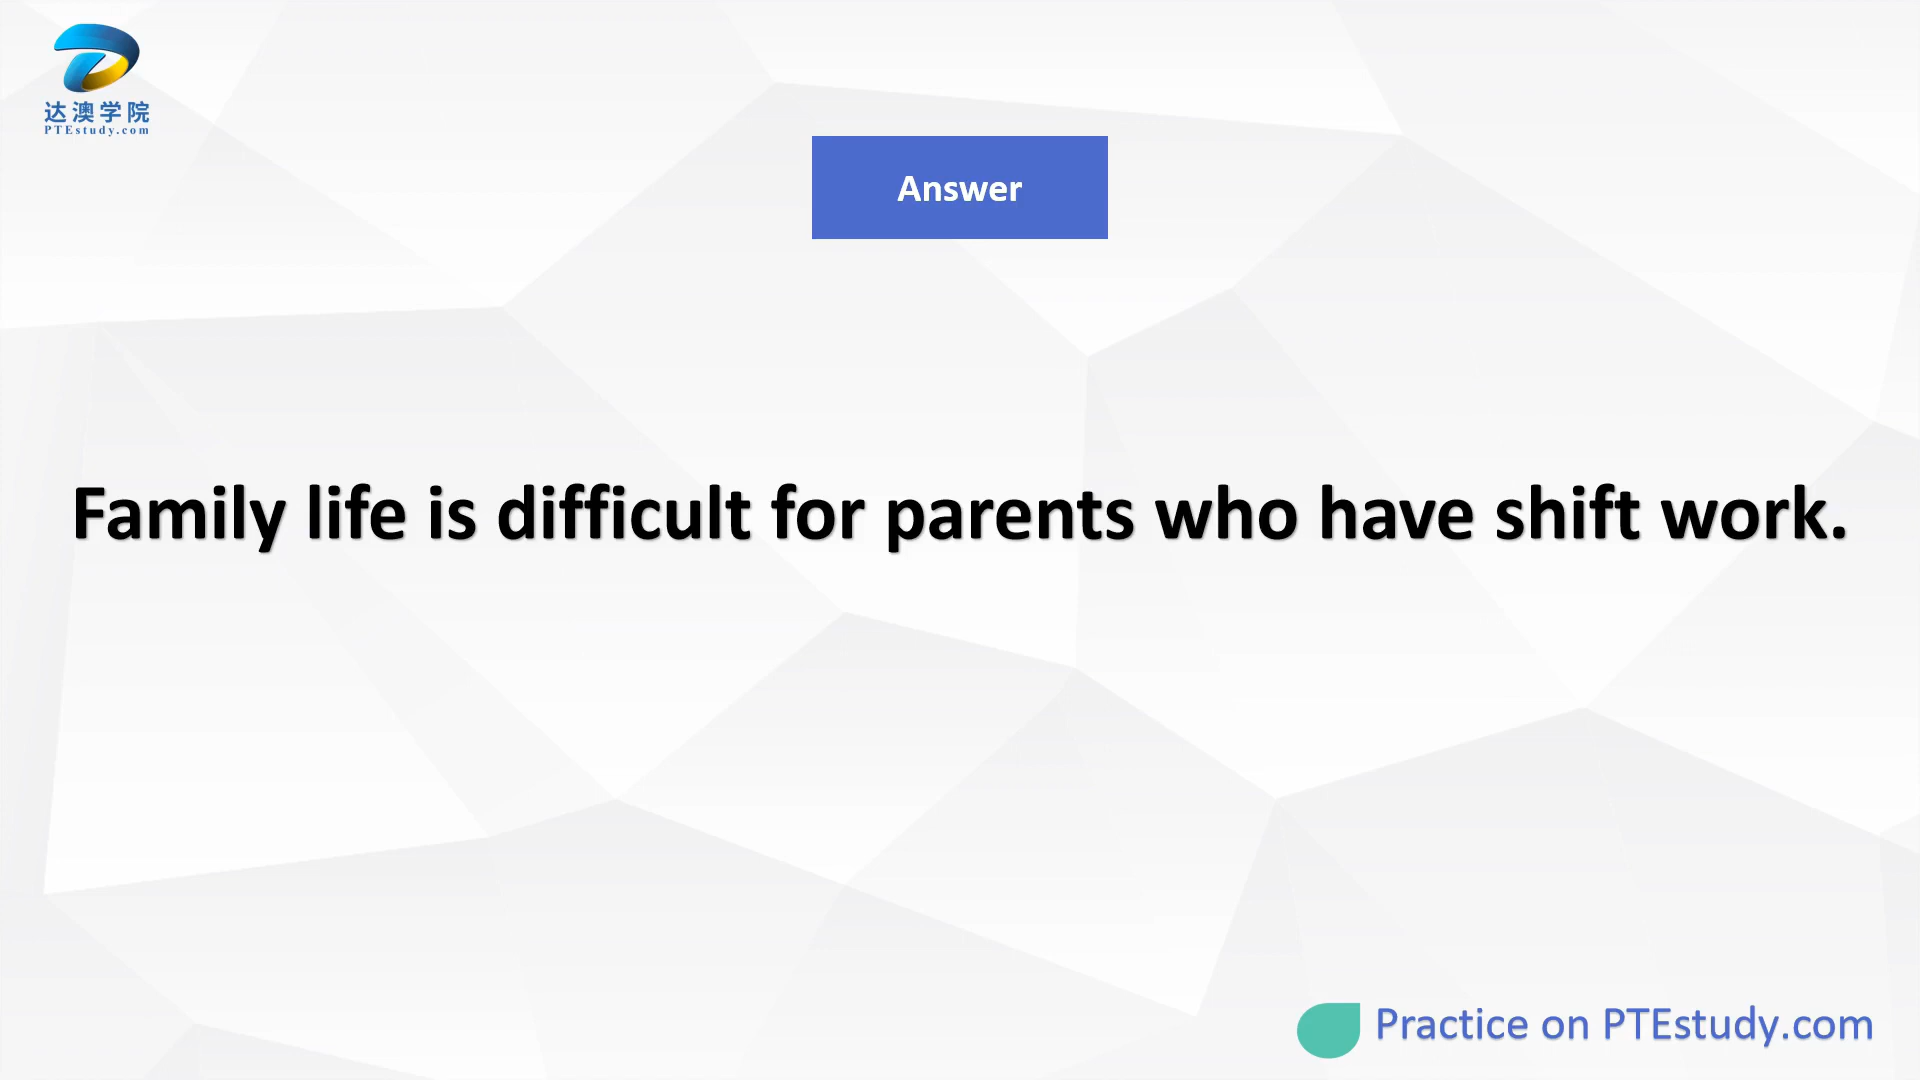 达澳学院
PTEstudy.com
Answer
Family life is difficult for parents who have shift work.
Practice on PTEstudy.com